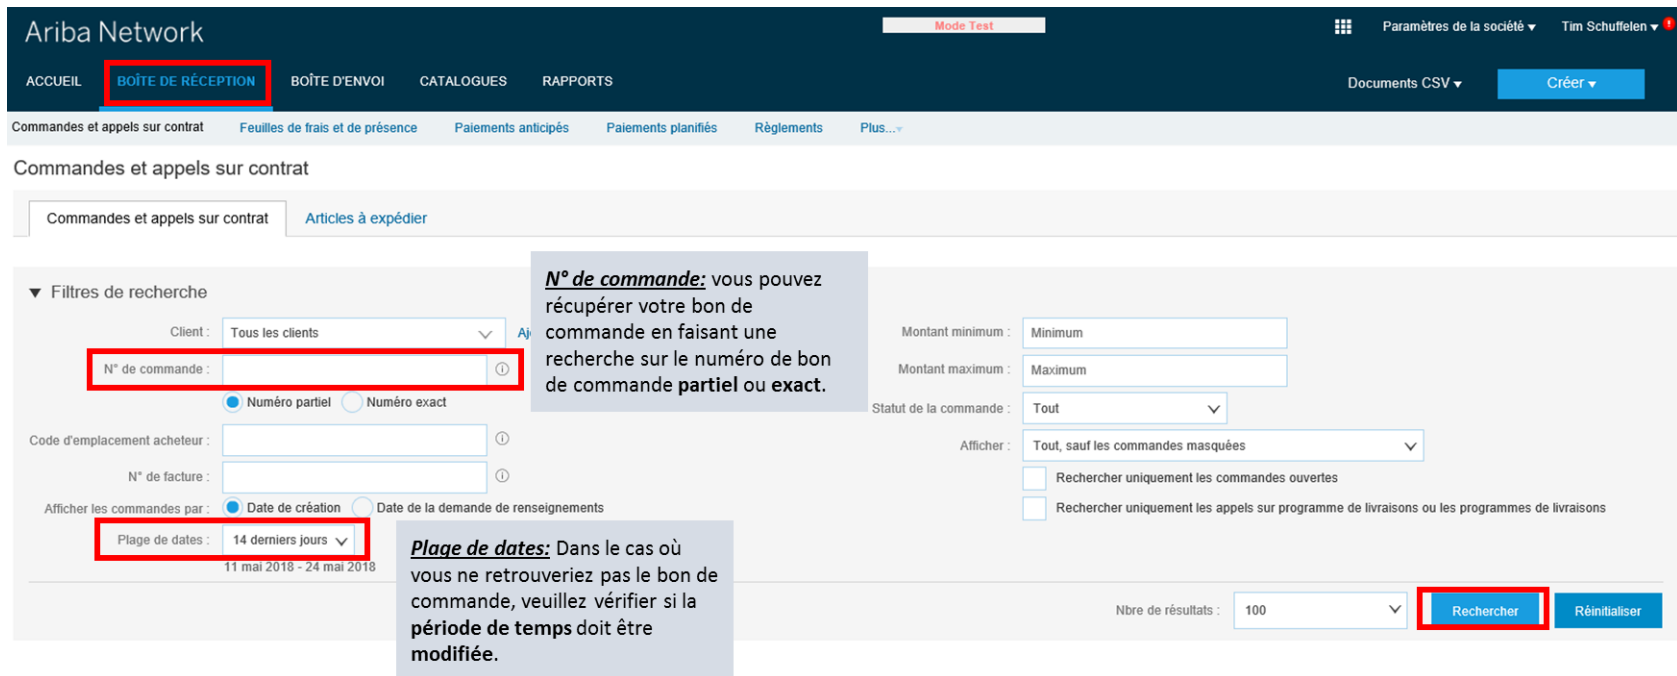 Ariba Network
Mode Test
Paramètres de la société
Tim Schuffelen
ACCUEIL
BOÎTE DE RÉCEPTION
BOÎTE D'ENVOI
CATALOGUES
RAPPORTS
Documents CSV
Créer
Commandes et appels sur contrat
Feuilles de frais et de présence
Paiements anticipés
Paiements planifiés
Règlements
Plus...
Commandes et appels sur contrat
Commandes et appels sur contrat
Articles à expédier
Filtres de recherche
Client :
Tous les clients
N° de commande :
Numéro partiel
Numéro exact
Code d'emplacement acheteur :
N° de facture :
Afficher les commandes par :
Date de création
Date de la demande de renseignements
Plage de dates :
14 derniers jours
11 mai 2018 - 24 mai 2018
N° de commande: vous pouvez
récupérer votre bon de
commande en faisant une
recherche sur le numéro de bon
de commande partiel ou exact.
Plage de dates: Dans le cas où
vous ne retrouveriez pas le bon de
commande, veuillez vérifier si la
période de temps doit être
modifiée.
Montant minimum :
Minimum
Montant maximum :
Maximum
Statut de la commande :
Tout
Afficher :
Tout, sauf les commandes masquées
Rechercher uniquement les commandes ouvertes
Rechercher uniquement les appels sur programme de livraisons ou les programmes de livraisons
Nbre de résultats :
100
Rechercher
Réinitialiser